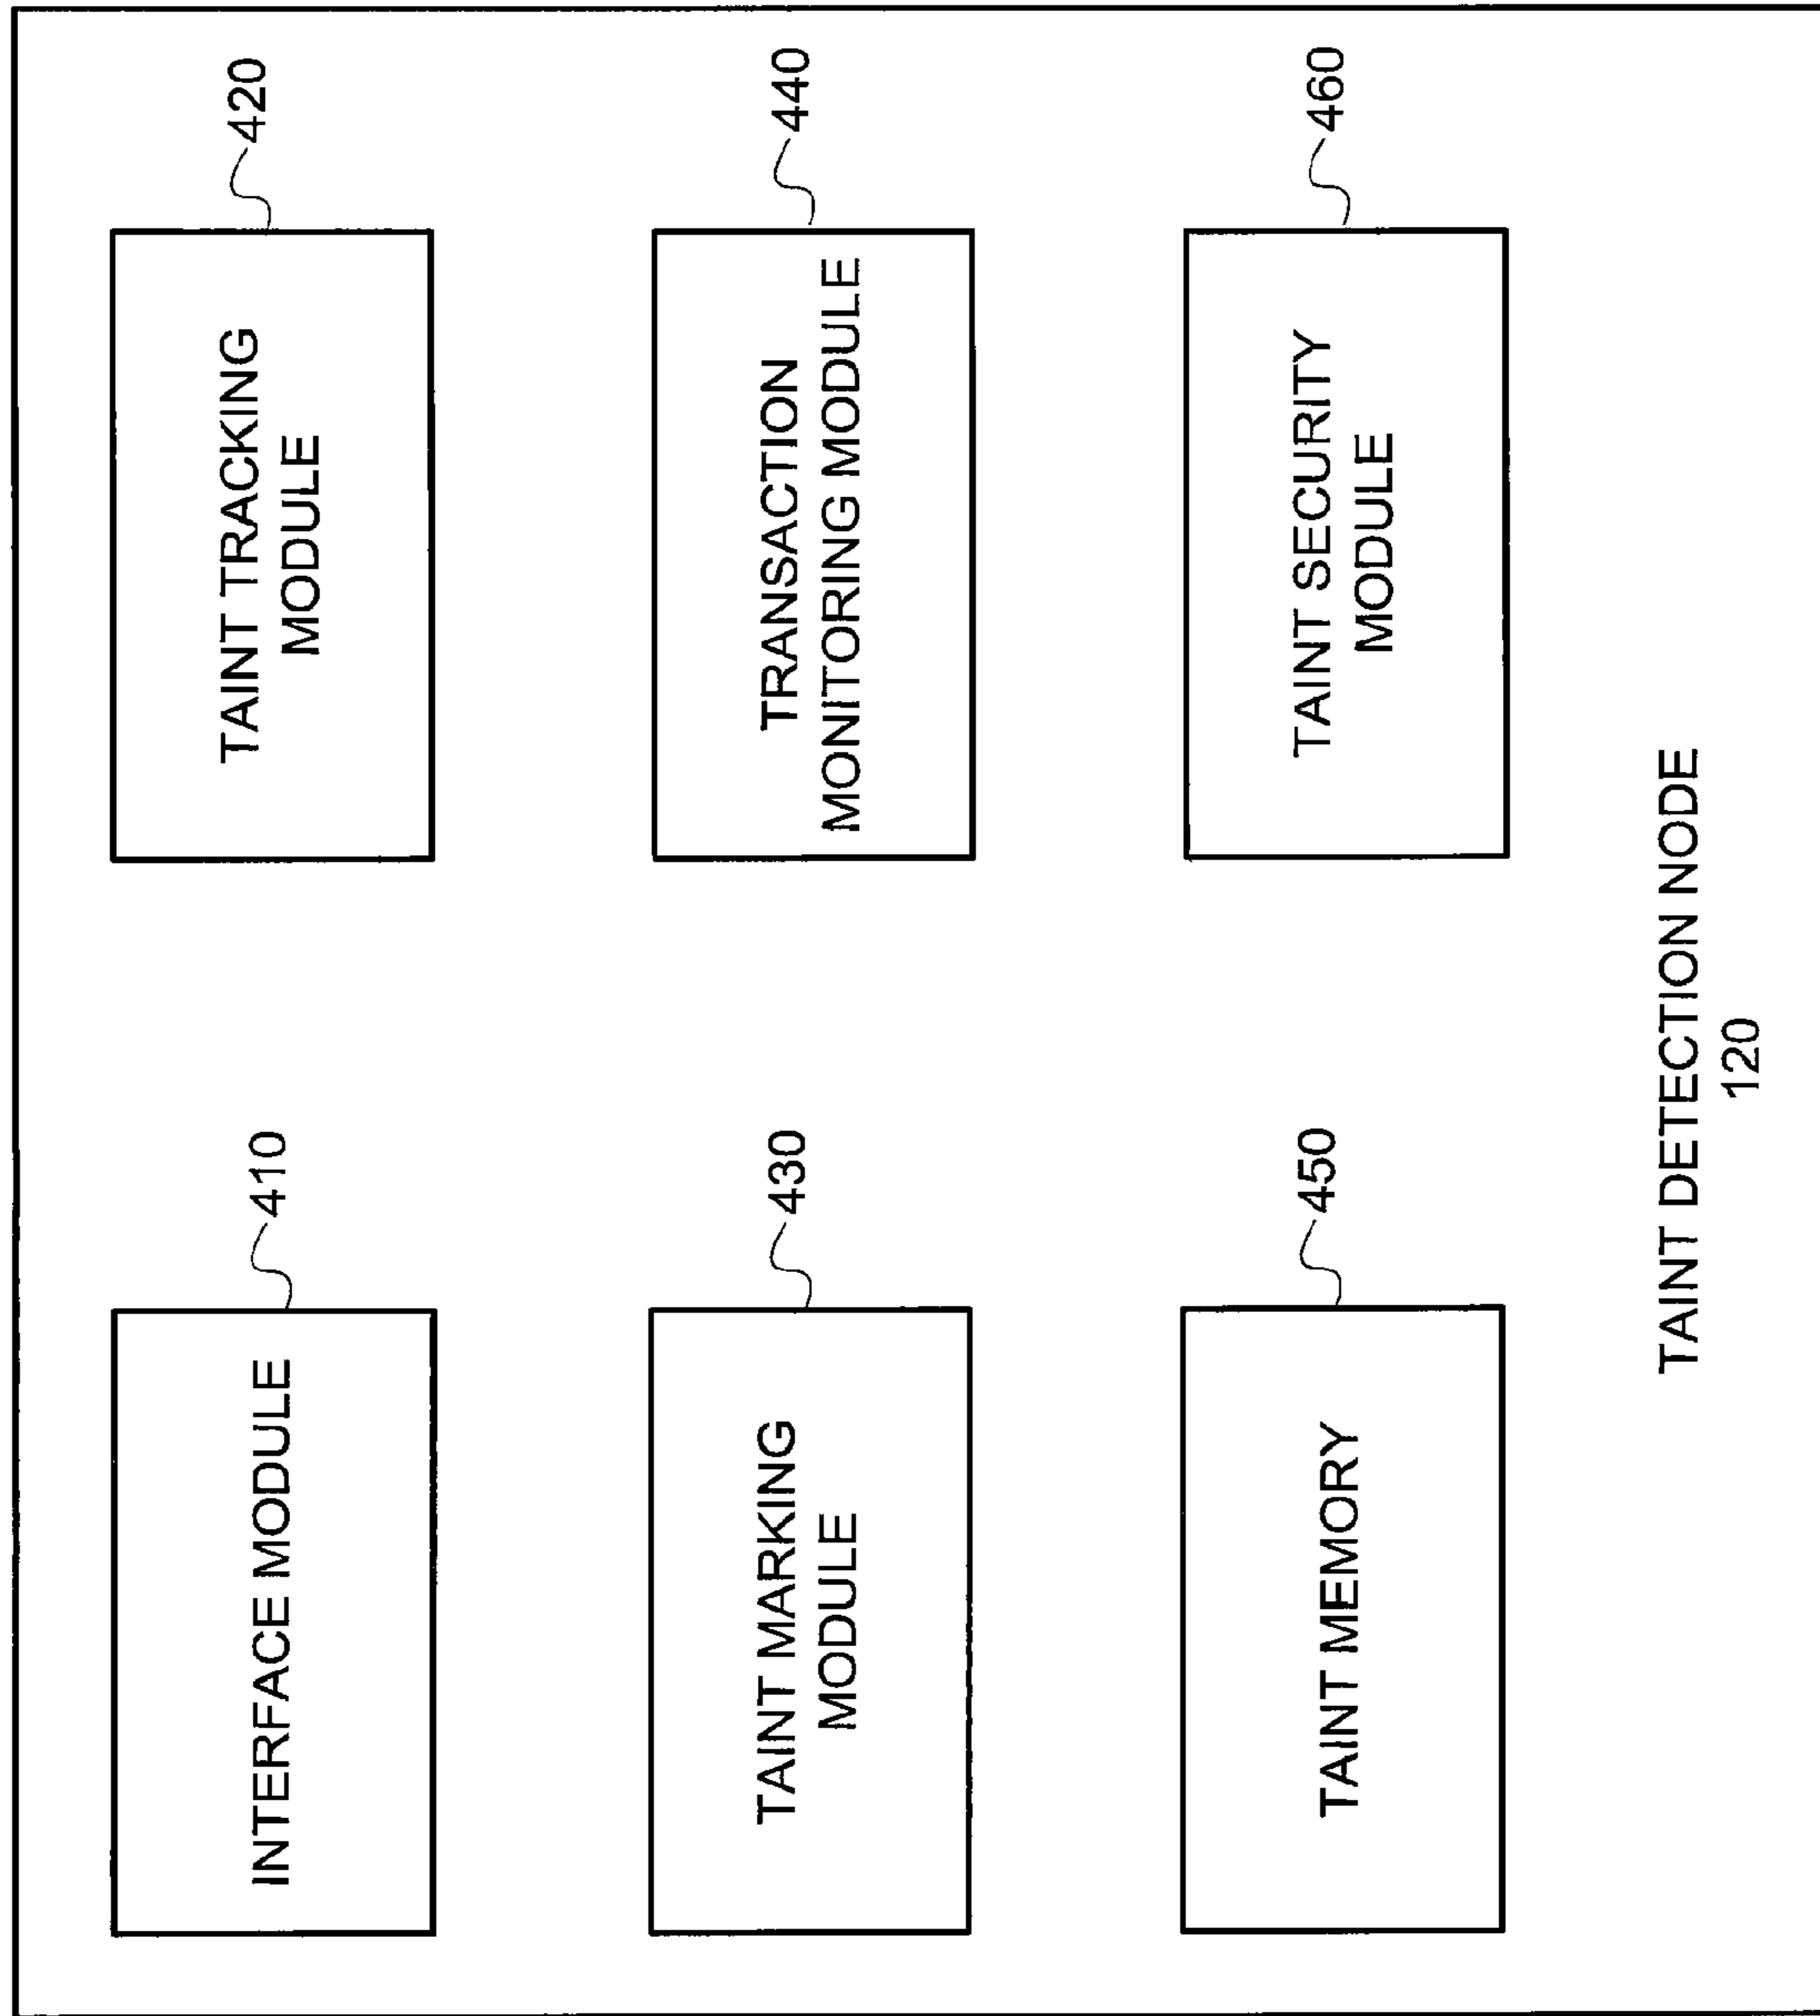 INTERFACE MODULE
410
TAINT TRACKING
MODULE
420
TAINT MARKING
MODULE
430
TRANSACTION
MONITORING MODULE
440
TAINT MEMORY
450
TAINT SECURITY
MODULE
460
TAINT DETECTION NODE
120